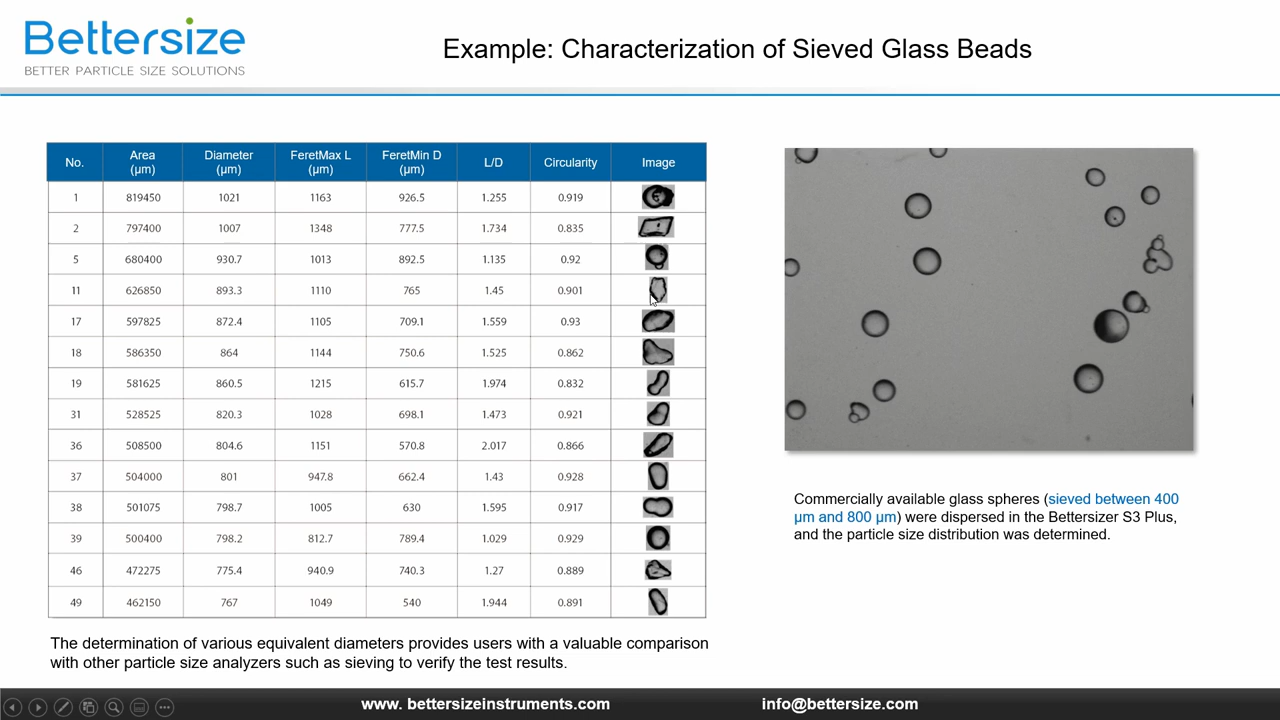 Bettersize
BETTER PARTICLE SIZE SOLUTIONS
Example: Characterization of Sieved Glass Beads
No. Area (μm) Diameter (μm) FeretMax L (μm) FeretMin D (μm) L/D Circularity Image
1 819450 1021 1163 926.5 1.255 0.919
2 797400 1007 1348 777.5 1.734 0.835
5 680400 930.7 1013 892.5 1.135 0.92
11 626850 893.3 1110 765 1.45 0.901
17 597825 872.4 1105 709.1 1.559 0.93
18 586350 864 1144 750.6 1.525 0.862
19 581625 860.5 1215 615.7 1.974 0.832
31 528525 820.3 1028 698.1 1.473 0.921
36 508500 804.6 1151 570.8 2.017 0.866
37 504000 801 947.8 662.4 1.43 0.928
38 501075 798.7 1005 630 1.595 0.917
39 500400 798.2 812.7 789.4 1.029 0.929
46 472275 775.4 940.9 740.3 1.27 0.889
49 462150 767 1049 540 1.944 0.891
The determination of various equivalent diameters provides users with a valuable comparison
with other particle size analyzers such as sieving to verify the test results.
Commercially available glass spheres (sieved between 400
μm and 800 μm) were dispersed in the Bettersizer S3 Plus,
and the particle size distribution was determined.
www. bettersizeinstruments.com
info@bettersize.com